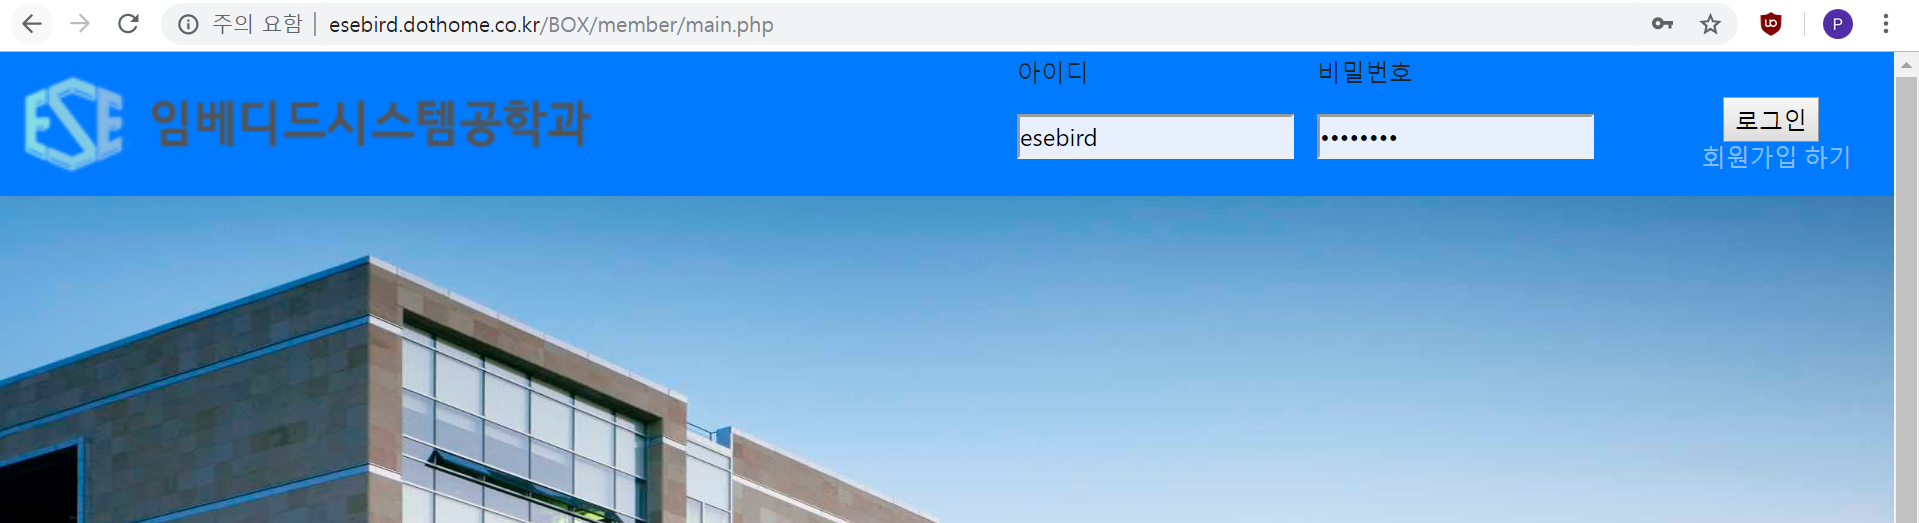 주의 요함 | esebird.dothome.co.kr/BOX/member/main.php
P
ESE 임베디드시스템공학과
아이디 비밀번호
esebird •••••••• 로그인
회원가입 하기